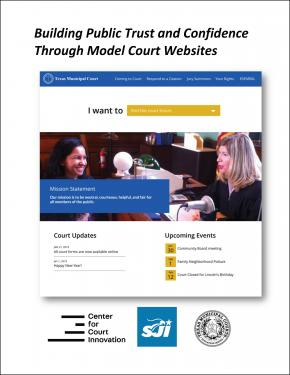 Building Public Trust and Confidence
Through Model Court Websites
Texas Municipal Court
Coming to Court Respond to a Citation Jury Summons Your Rights ESPAÑOL
I want to
Mission Statement
Our mission is to be neutral, courteous, helpful, and fair for
all members of the public.
Court Updates
All court forms are now available online
Happy New Year!
Upcoming Events
Community Board meeting
Family Neighborhood Potluck
Court Closed for Lincoln's Birthday
30
1
12
Center
for
Court
Innovation
SJI